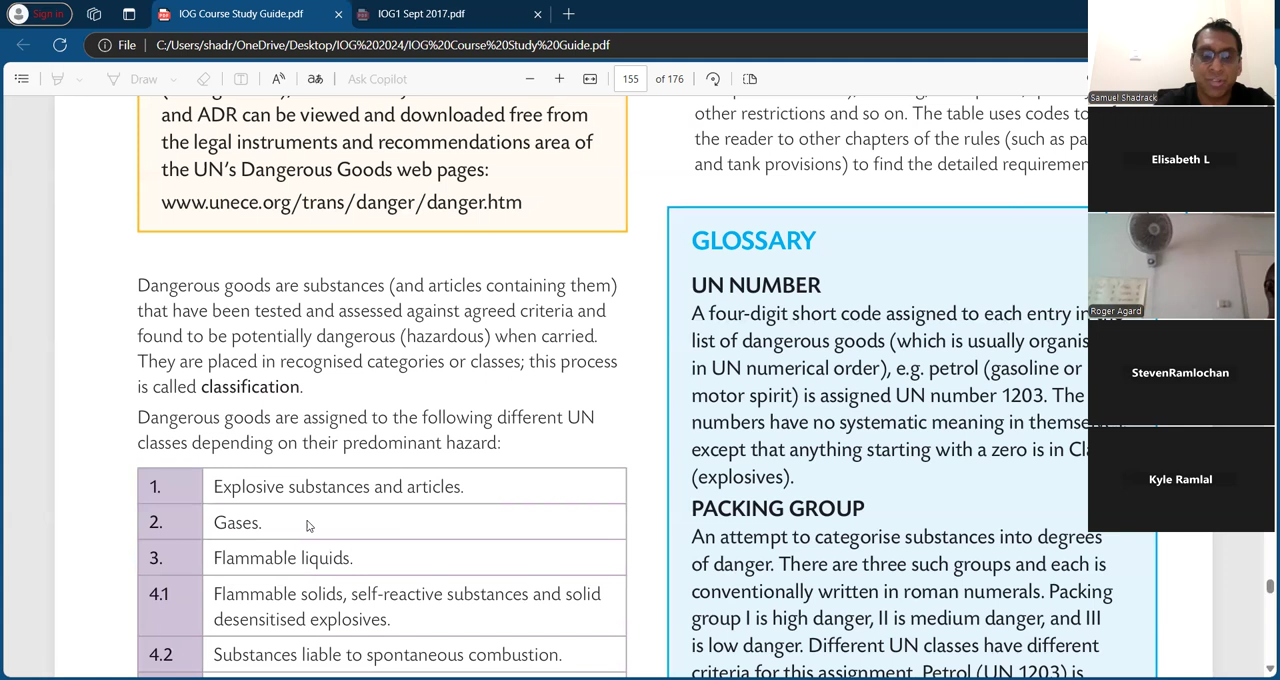 Sign in
IOG Course Study Guide.pdf
IOG1 Sept 2017.pdf
File
C:/Users/shadr/OneDrive/Desktop/IOG%202024/IOG%20Course%20Study%20Guide.pdf
Draw
Ask Copilot
155 of 176
and ADR can be viewed and downloaded free from
the legal instruments and recommendations area of
the UN's Dangerous Goods web pages:
www.unece.org/trans/danger/danger.htm
Dangerous goods are substances (and articles containing them)
that have been tested and assessed against agreed criteria and
found to be potentially dangerous (hazardous) when carried.
They are placed in recognised categories or classes; this process
is called classification.
Dangerous goods are assigned to the following different UN
classes depending on their predominant hazard:
1. Explosive substances and articles.
2. Gases.
3. Flammable liquids.
4.1 Flammable solids, self-reactive substances and solid
desensitised explosives.
4.2 Substances liable to spontaneous combustion.
other restrictions and so on. The table uses codes to
the reader to other chapters of the rules (such as pa
and tank provisions) to find the detailed requiremen
GLOSSARY
UN NUMBER
A four-digit short code assigned to each entry in
list of dangerous goods (which is usually organis
in UN numerical order), e.g. petrol (gasoline or
motor spirit) is assigned UN number 1203. The
numbers have no systematic meaning in themse
except that anything starting with a zero is in Cl
(explosives).
PACKING GROUP
An attempt to categorise substances into degrees
of danger. There are three such groups and each is
conventionally written in roman numerals. Packing
group I is high danger, II is medium danger, and III
is low danger. Different UN classes have different
criteria for this assignment. Petrol (UN 1203) is
Samuel Shadrack
Elisabeth L
Roger Agard
StevenRamlochan
Kyle Ramlal